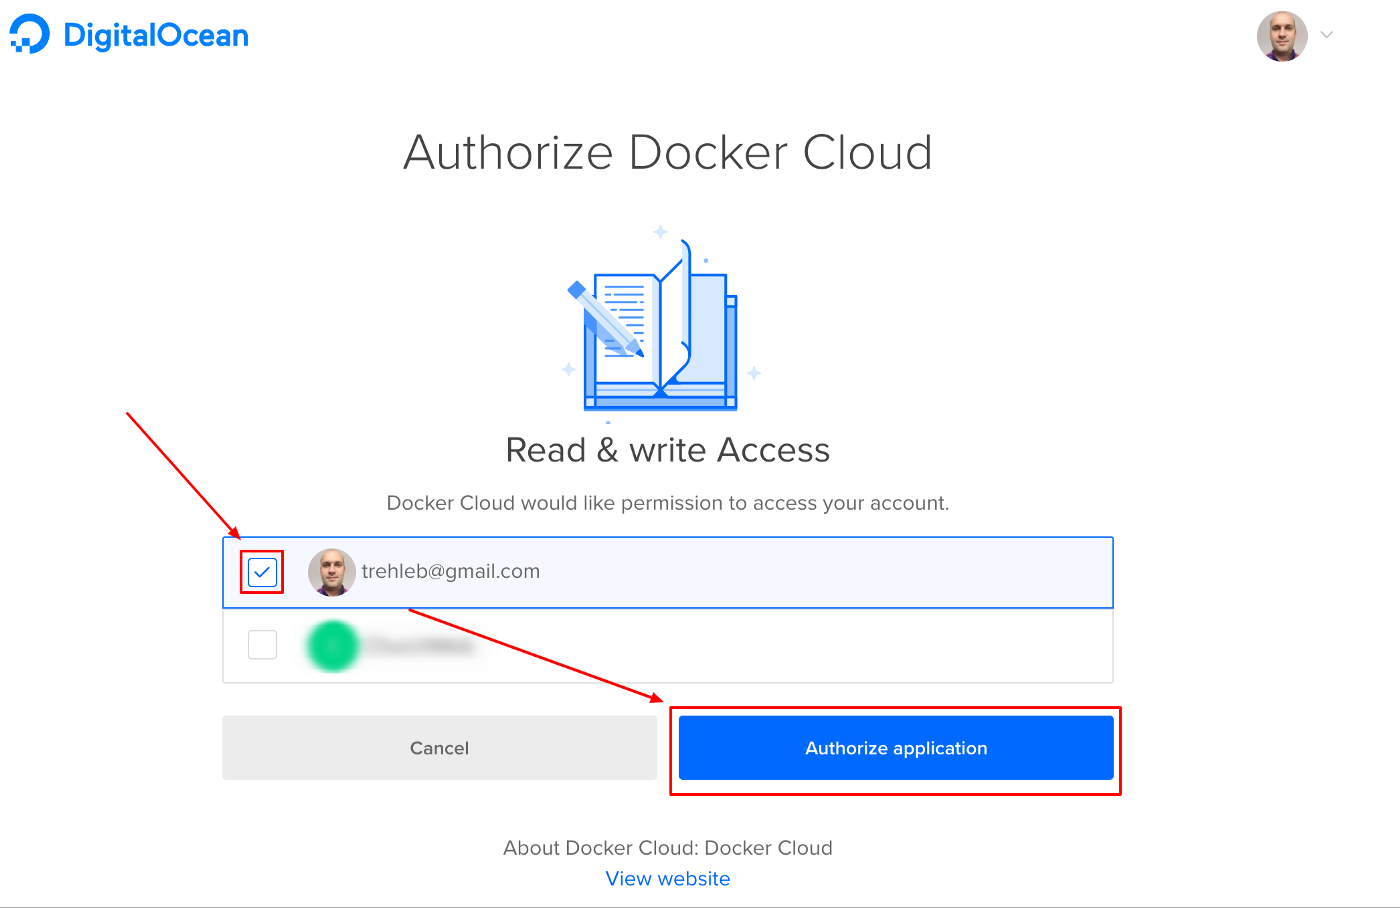 DigitalOcean
Authorize Docker Cloud
Read & write Access
Docker Cloud would like permission to access your account.
trehleb@gmail.com
Cancel
Authorize application
About Docker Cloud: Docker Cloud
View website